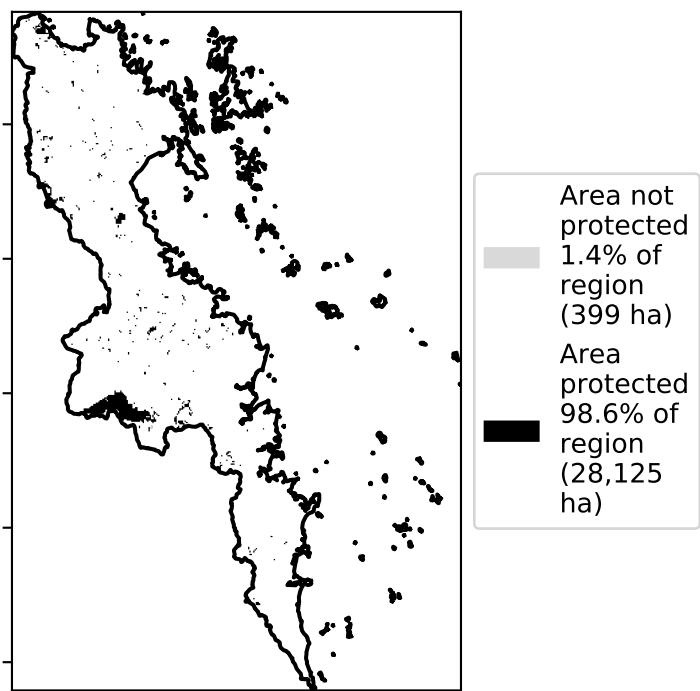 Area not
protected
1.4% of
region
(399 ha)
Area
protected
98.6% of
region
(28,125
ha)